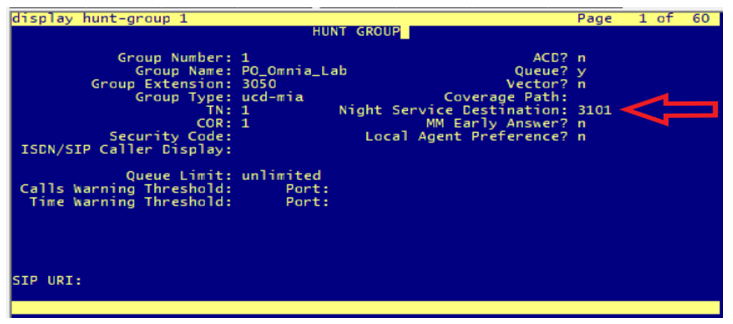 display hunt-group 1 Page 1 of 60
HUNT GROUP
Group Number: 1 ACD? n
Group Name: PO_Omnia_Lab Queue? y
Group Extension: 3050 Vector? n
Group Type: ucd-mia Coverage Path:
TN: 1 Night Service Destination: 3101
COR: 1 MM Early Answer? n
Security Code: Local Agent Preference? n
ISDN/SIP Caller Display:
Queue Limit: unlimited
Calls Warning Threshold: Port:
Time Warning Threshold: Port:
SIP URI: